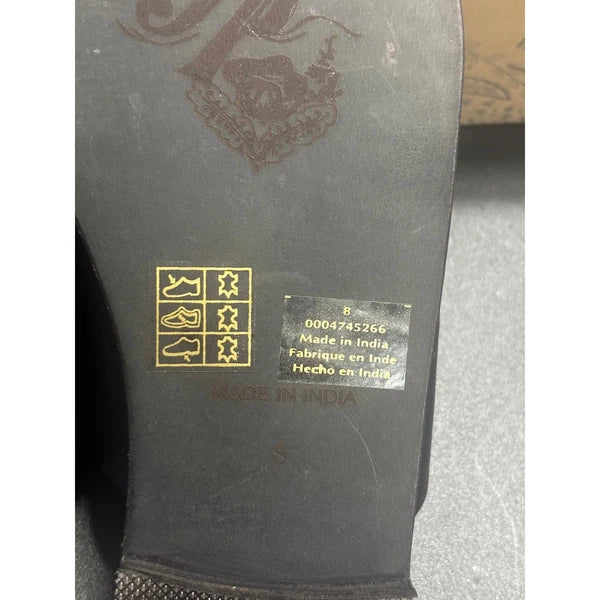 8
0004745266
Made in India
Fabrique en Inde
Hecho en India
MADE IN INDIA
8